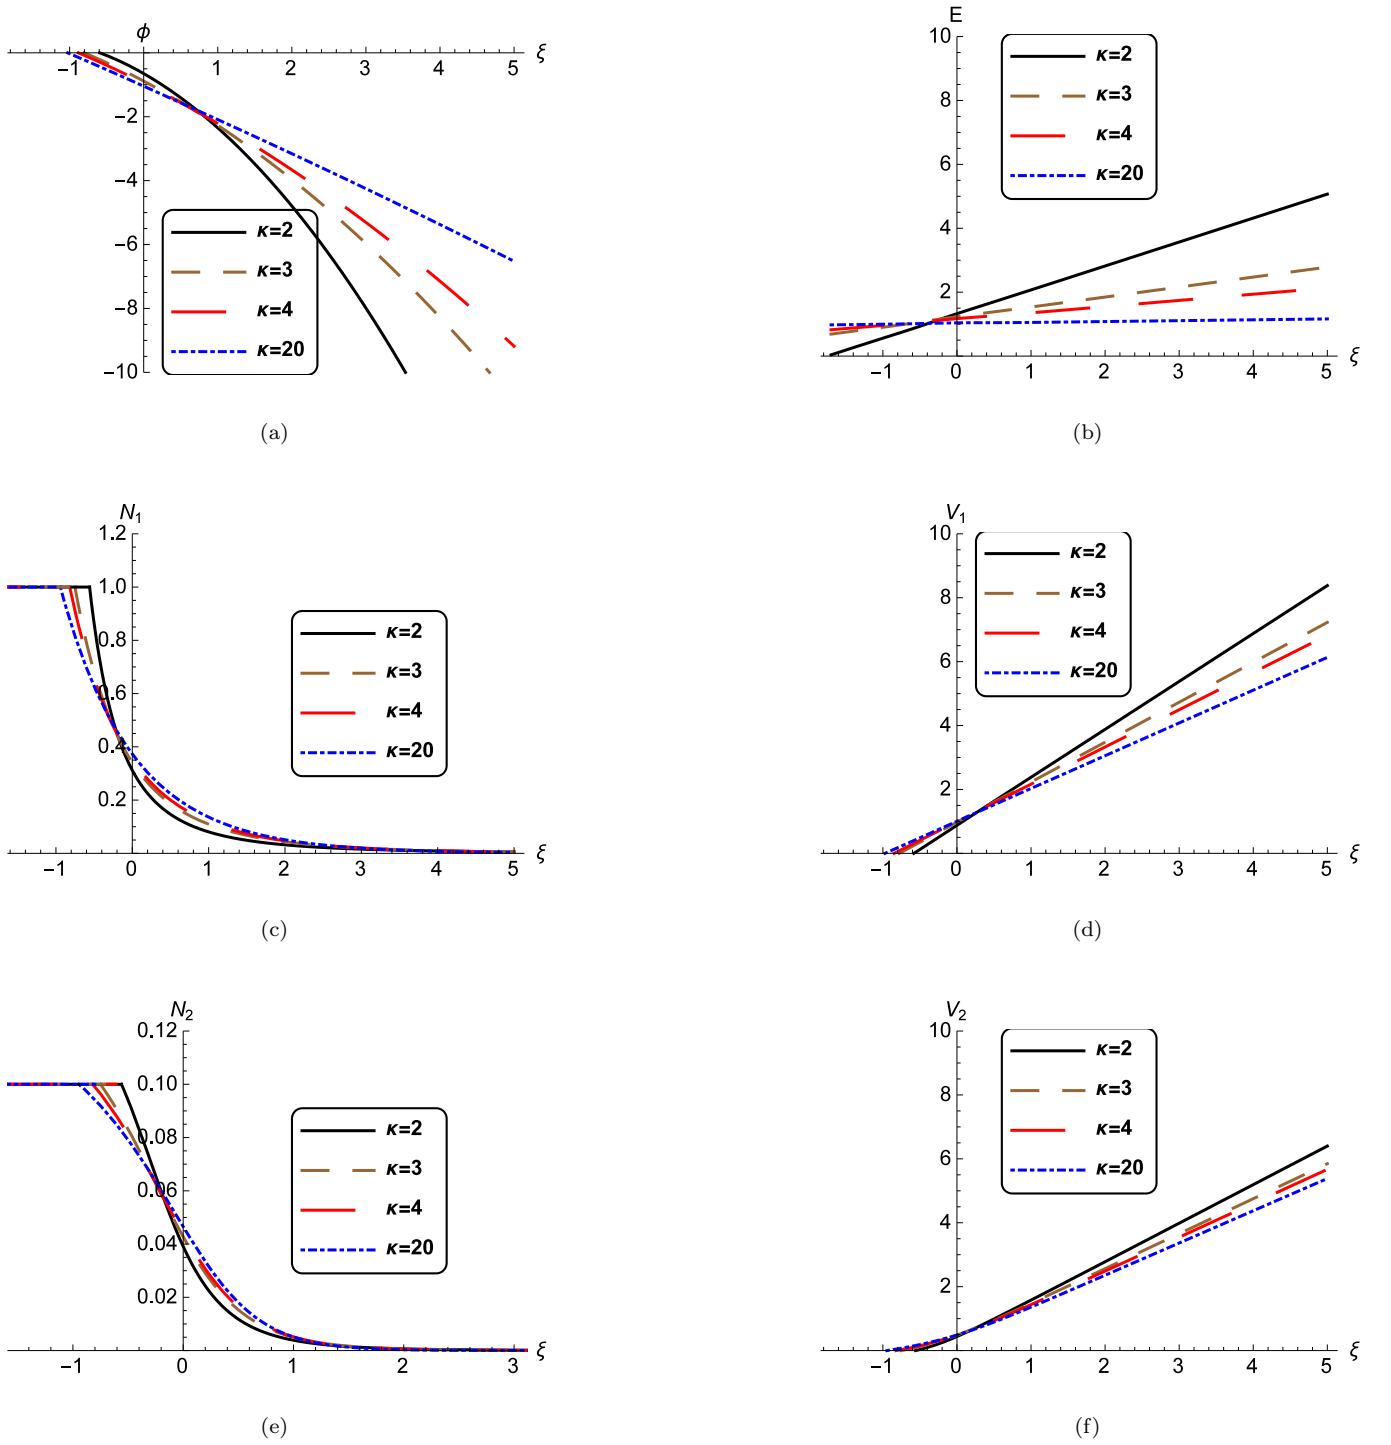 ϕ
ξ
−1 1 2 3 4 5
−2
−4
−6
−8
−10
κ=2
κ=3
κ=4
κ=20
(a)
E
10
8
6
4
2
−1 0 1 2 3 4 5
ξ
κ=2
κ=3
κ=4
κ=20
(b)
N1
1.2
1.0
0.8
0.6
0.4
0.2
−1 0 1 2 3 4 5
ξ
κ=2
κ=3
κ=4
κ=20
(c)
V1
10
8
6
4
2
−1 0 1 2 3 4 5
ξ
κ=2
κ=3
κ=4
κ=20
(d)
N2
0.12
0.10
0.08
0.06
0.04
0.02
−1 0 1 2 3
ξ
κ=2
κ=3
κ=4
κ=20
(e)
V2
10
8
6
4
2
−1 0 1 2 3 4 5
ξ
κ=2
κ=3
κ=4
κ=20
(f)